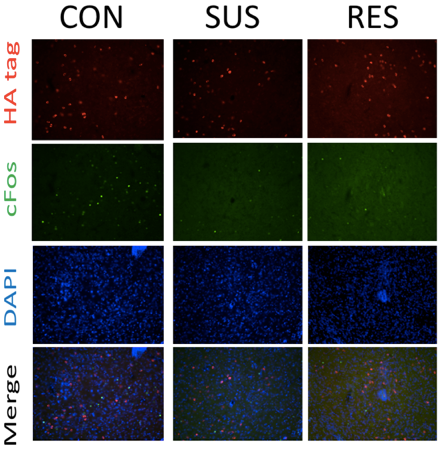 CON SUS RES
HA tag
cFos
DAPI
Merge